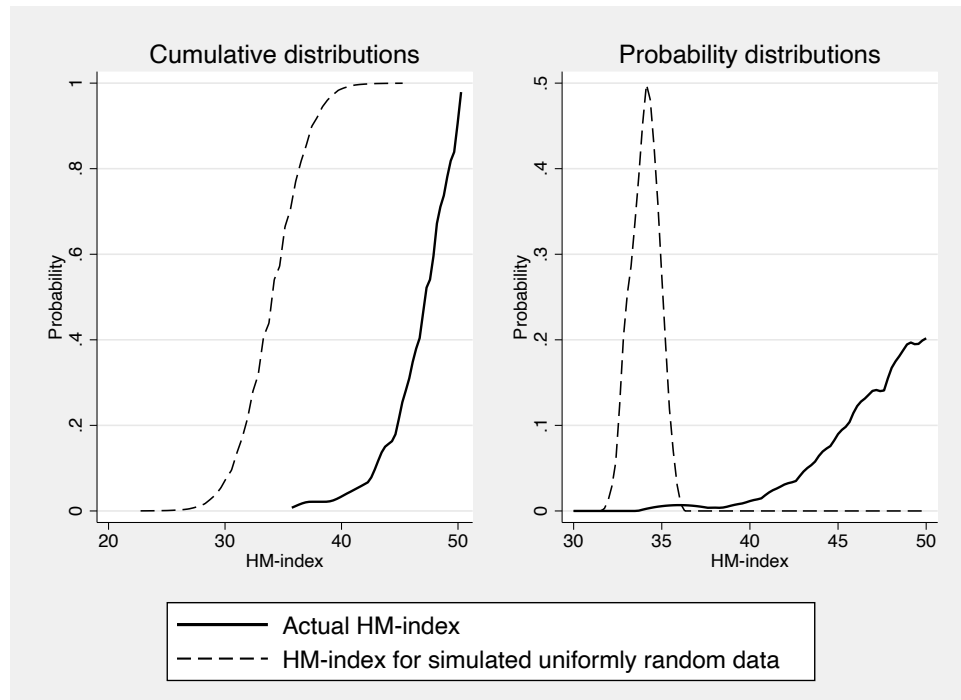 Cumulative distributions
Probability
0
.2
.4
.6
.8
1
20 30 40 50
HM-index
Probability distributions
Probability
0
.1
.2
.3
.4
.5
30 35 40 45 50
HM-index
Actual HM-index
HM-index for simulated uniformly random data